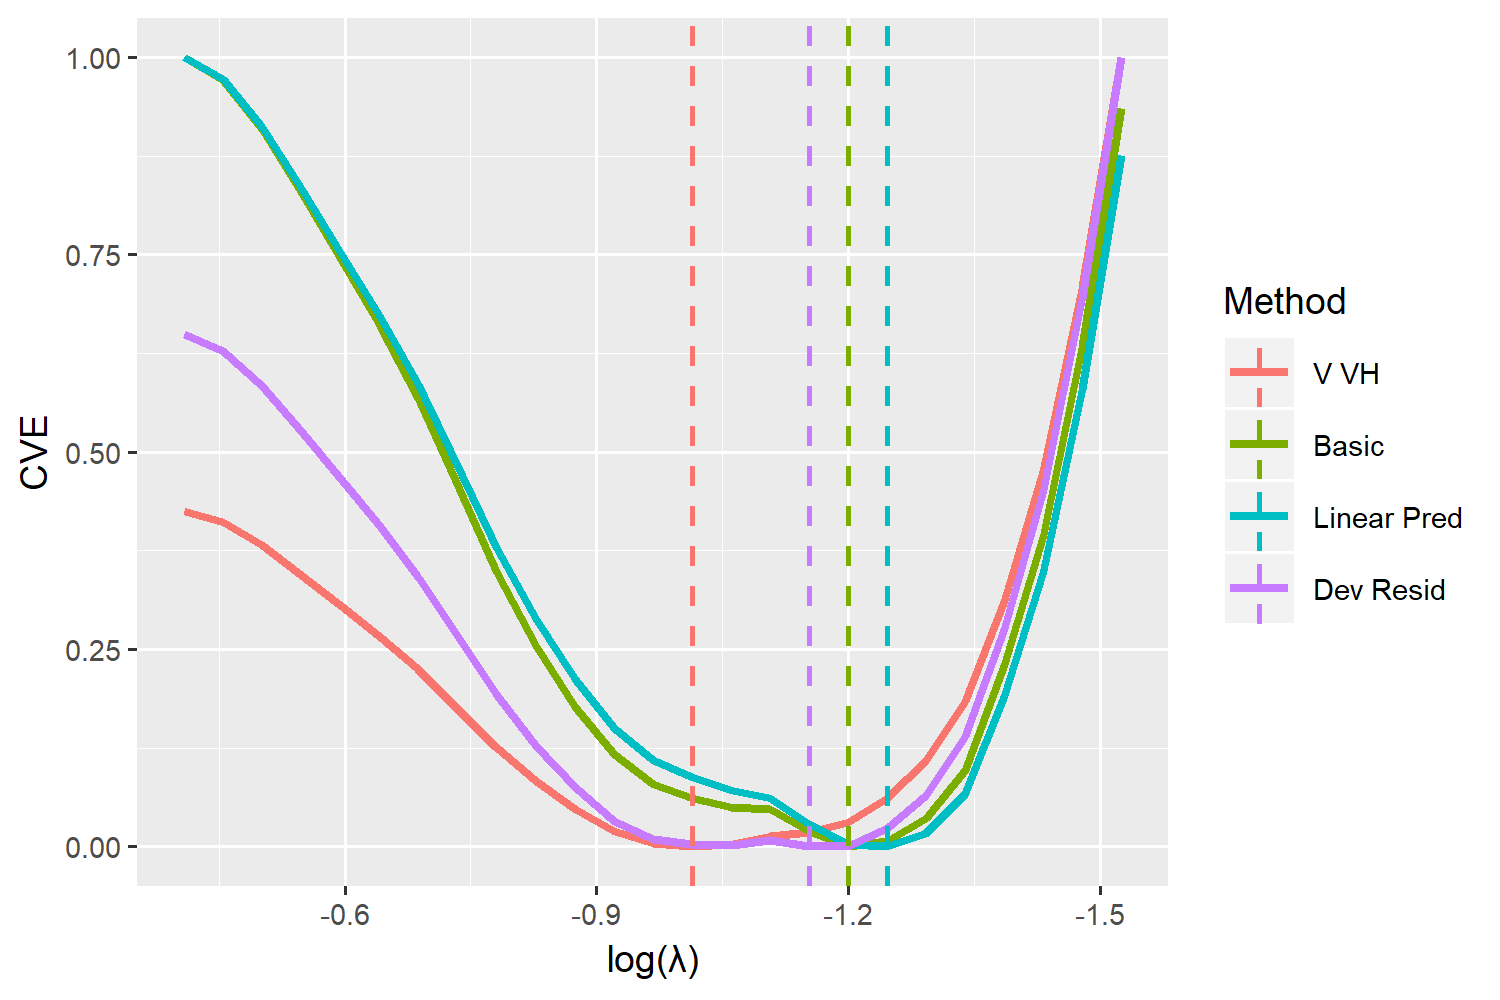 1.00
0.75
0.50
0.25
0.00
CVE
-0.6
-0.9
-1.2
-1.5
log(λ)
Method
V VH
Basic
Linear Pred
Dev Resid